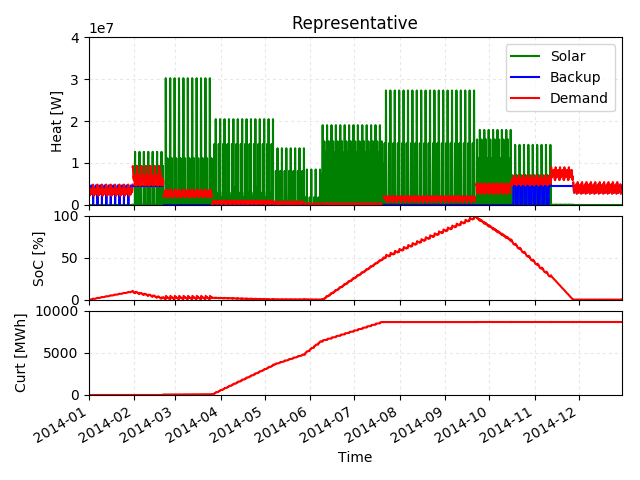 Representative
1e7
Heat [W]
4
3
2
1
0
Solar
Backup
Demand
SoC [%]
100
50
0
Curt [MWh]
10000
5000
0
2014-01
2014-02
2014-03
2014-04
2014-05
2014-06
2014-07
2014-08
2014-09
2014-10
2014-11
2014-12
Time